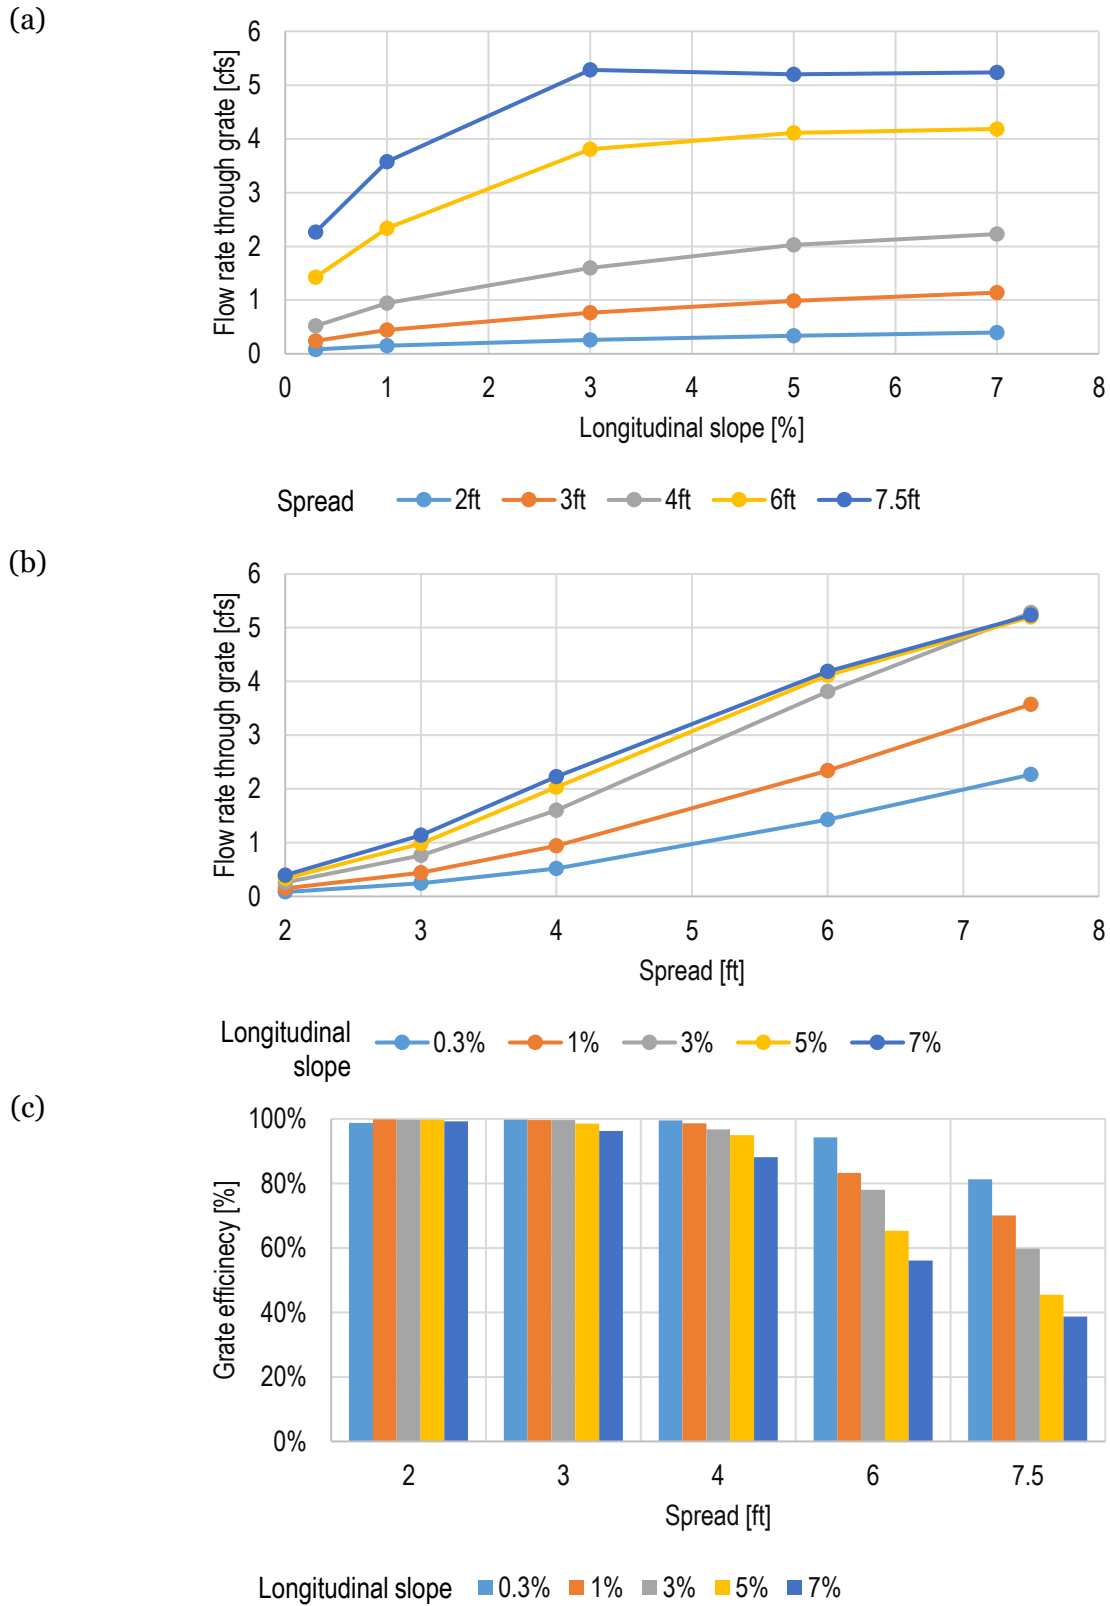 (a)
Flow rate through grate [cfs]
6
5
4
3
2
1
0
0 1 2 3 4 5 6 7 8
Longitudinal slope [%]
Spread 2ft 3ft 4ft 6ft 7.5ft
(b)
Flow rate through grate [cfs]
6
5
4
3
2
1
0
2 3 4 5 6 7 8
Spread [ft]
Longitudinal slope 0.3% 1% 3% 5% 7%
(c)
Grate efficinecy [%]
100%
80%
60%
40%
20%
0%
2 3 4 6 7.5
Spread [ft]
Longitudinal slope 0.3% 1% 3% 5% 7%